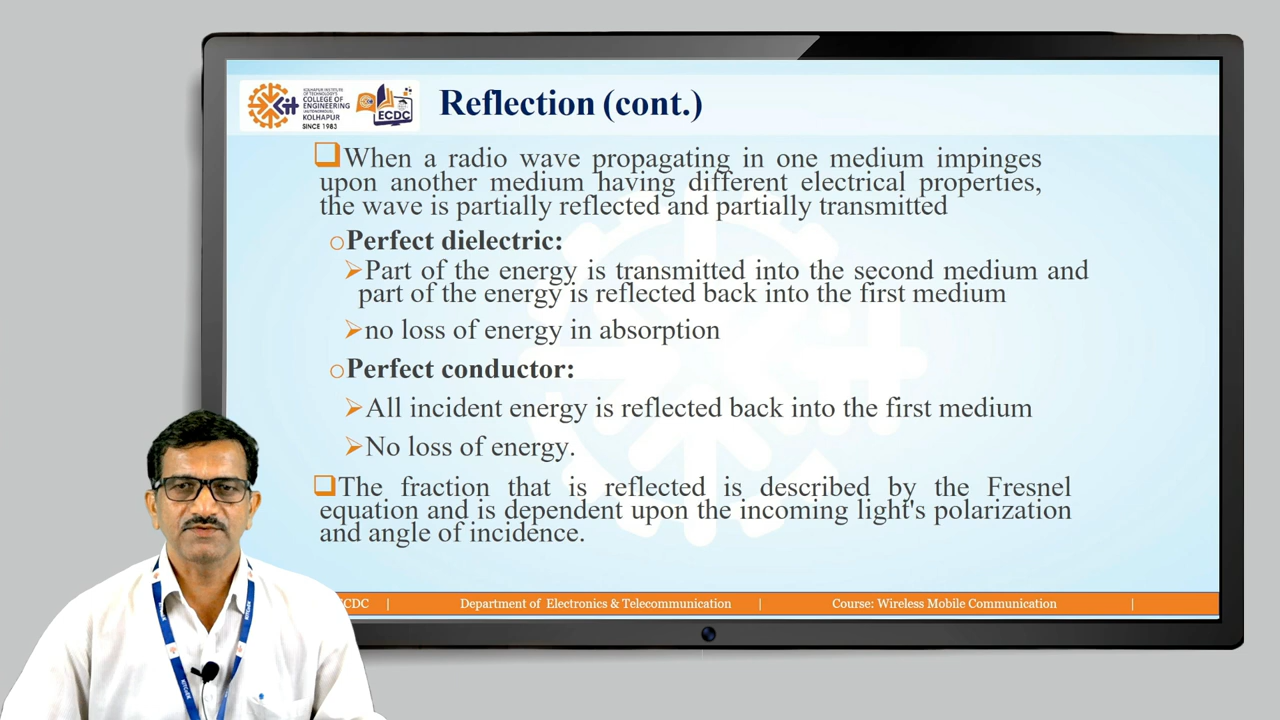 KOLHAPUR INSTITUTE
OF TECHNOLOGY'S
COLLEGE OF
ENGINEERING
(AUTONOMOUS),
KOLHAPUR
SINCE 1983
ECDC
Reflection (cont.)
When a radio wave propagating in one medium impinges
upon another medium having different electrical properties,
the wave is partially reflected and partially transmitted
Perfect dielectric:
Part of the energy is transmitted into the second medium and
part of the energy is reflected back into the first medium
no loss of energy in absorption
Perfect conductor:
All incident energy is reflected back into the first medium
No loss of energy.
The fraction that is reflected is described by the Fresnel
equation and is dependent upon the incoming light's polarization
and angle of incidence.
CDC | Department of Electronics & Telecommunication | Course: Wireless Mobile Communication |